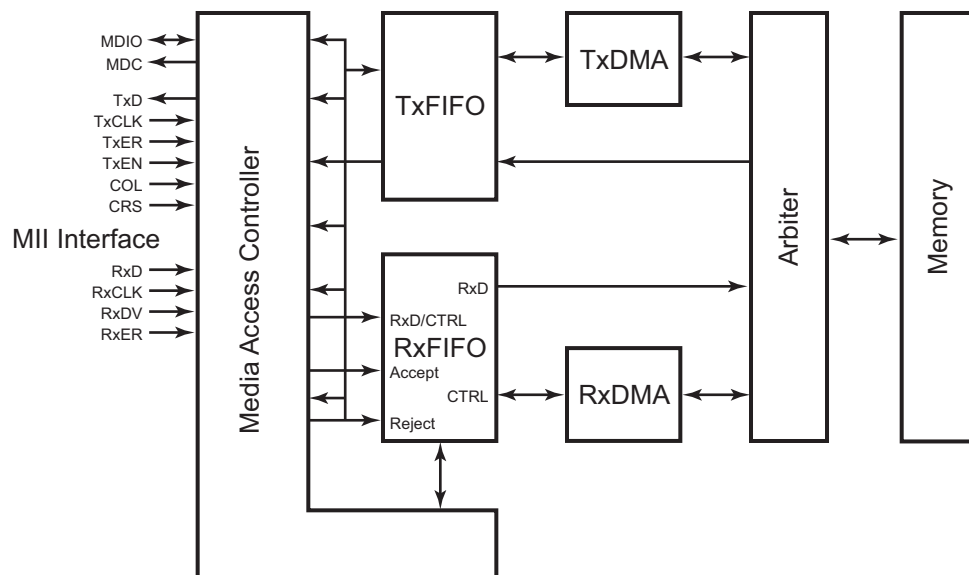 MDIO
MDC
TxD
TxCLK
TxER
TxEN
COL
CRS
MII Interface
RxD
RxCLK
RxDV
RxER
Media Access Controller
TxFIFO
TxDMA
RxD
RxD/CTRL
RxFIFO
Accept
CTRL
Reject
RxDMA
Arbiter
Memory